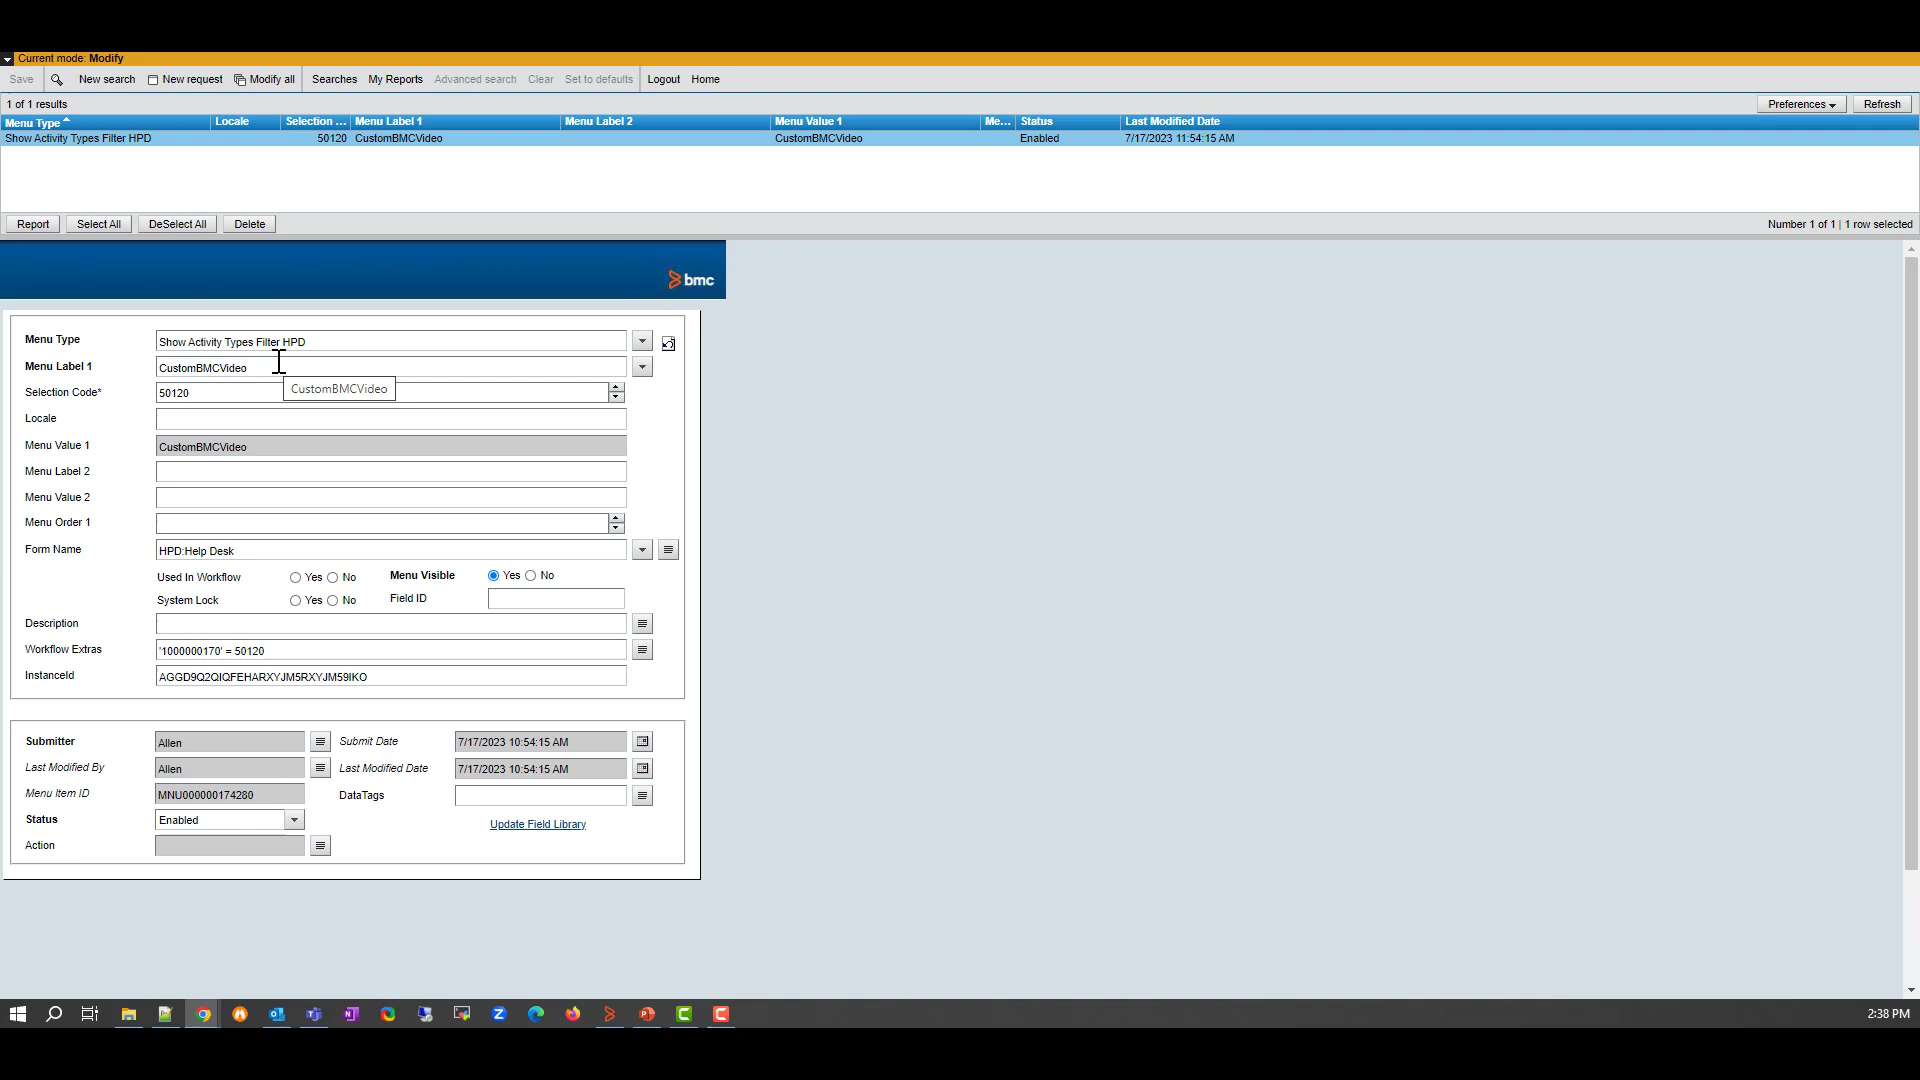 Current mode: Modify
Save New search New request Modify all Searches My Reports Advanced search Clear Set to defaults Logout Home
1 of 1 results Preferences Refresh
Menu Type Locale Selection ... Menu Label 1 Menu Label 2 Menu Value 1 Me... Status Last Modified Date
Show Activity Types Filter HPD 50120 CustomBMCVideo CustomBMCVideo Enabled 7/17/2023 11:54:15 AM
Report Select All DeSelect All Delete Number 1 of 1 | 1 row selected
bmc
Menu Type Show Activity Types Filter HPD
Menu Label 1 CustomBMCVideo
CustomBMCVideo
Selection Code* 50120
Locale
Menu Value 1 CustomBMCVideo
Menu Label 2
Menu Value 2
Menu Order 1
Form Name HPD:Help Desk
Used In Workflow Yes No Menu Visible Yes No
System Lock Yes No Field ID
Description
Workflow Extras '1000000170' = 50120
InstanceId AGGD9Q2QIQFEHARXYJM5RXYJM59IKO
Submitter Allen Submit Date 7/17/2023 10:54:15 AM
Last Modified By Allen Last Modified Date 7/17/2023 10:54:15 AM
Menu Item ID MNU000000174280 DataTags
Status Enabled Update Field Library
Action
2:38 PM